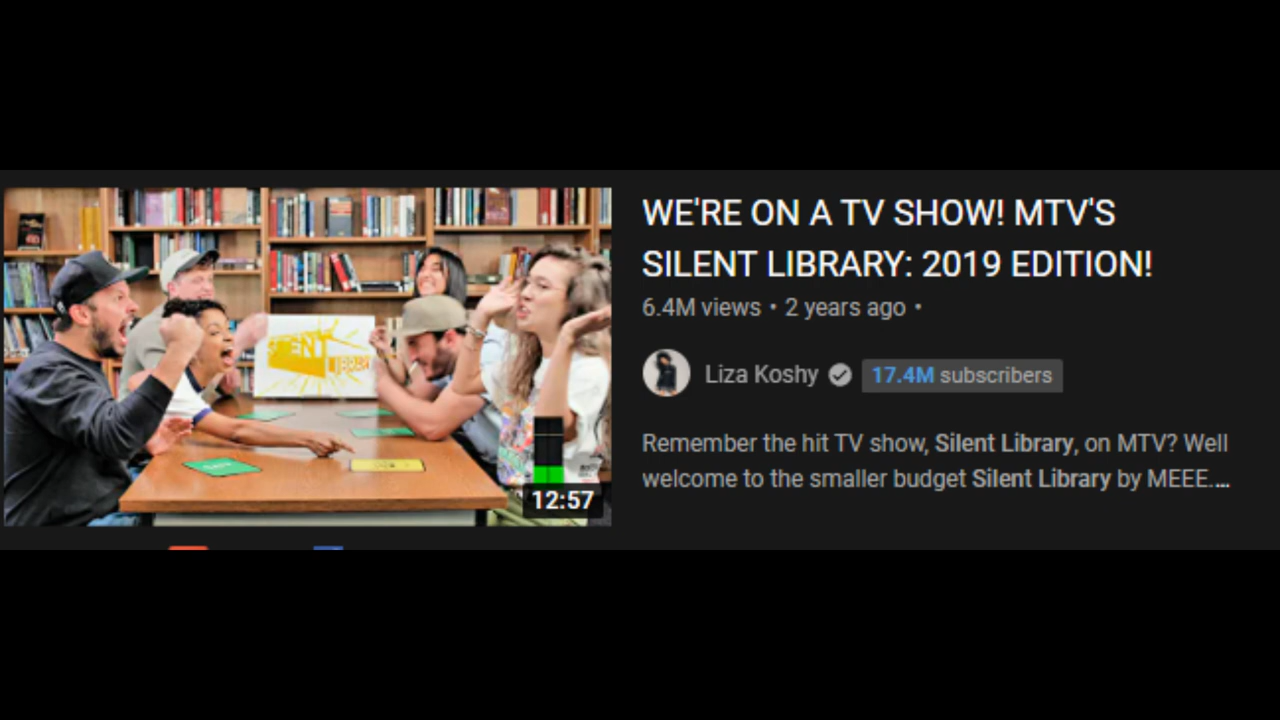 SILENT
LIBRARY
12:57
WE'RE ON A TV SHOW! MTV'S
SILENT LIBRARY: 2019 EDITION!
6.4M views • 2 years ago •
Liza Koshy 17.4M subscribers
Remember the hit TV show, Silent Library, on MTV? Well
welcome to the smaller budget Silent Library by MEEE....